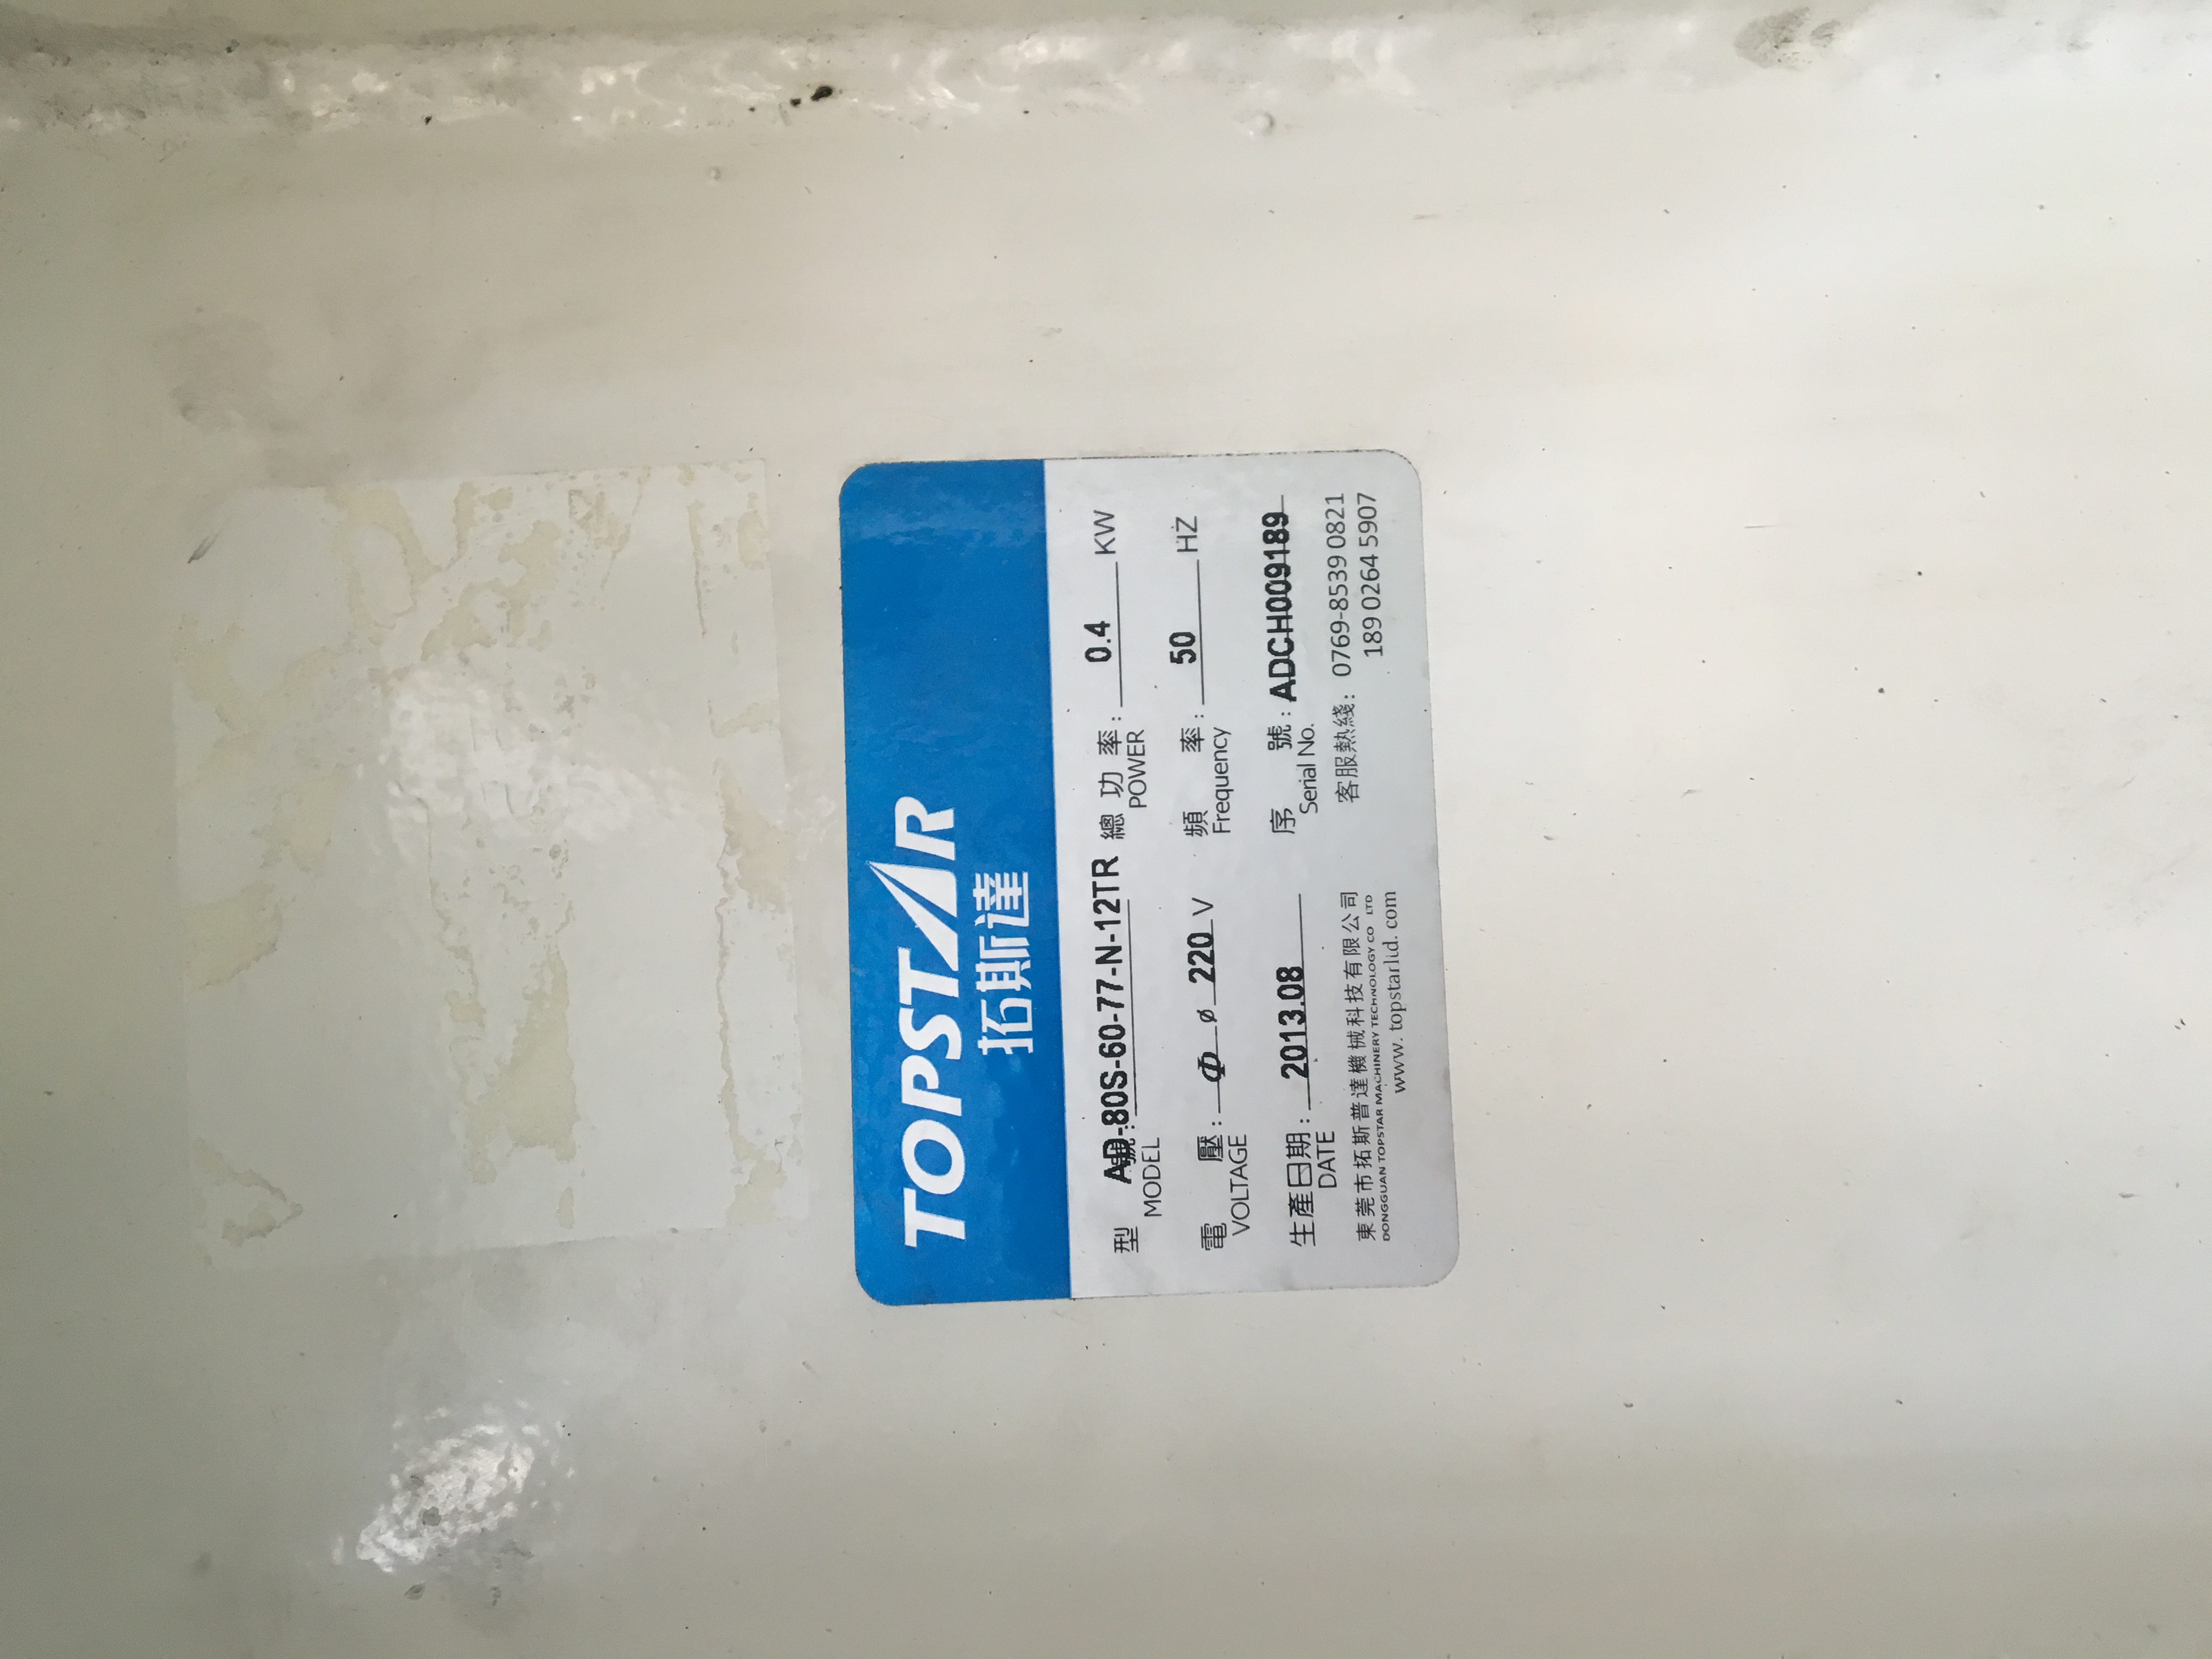 TOPSTAR
拓斯達
型 號: AD-80S-60-77-N-12TR 總 功 率: 0.4 KW
MODEL POWER
電 壓: Φ ø 220 V 頻 率: 50 HZ
VOLTAGE Frequency
生產日期: 2013.08 序 號: ADCH009189
DATE Serial No.
東莞市拓斯普達機械科技有限公司 客服熱綫: 0769-8539 0821
DONGGUAN TOPSTAR MACHINERY TECHNOLOGY CO LTD 189 0264 5907
www. topstarltd. com